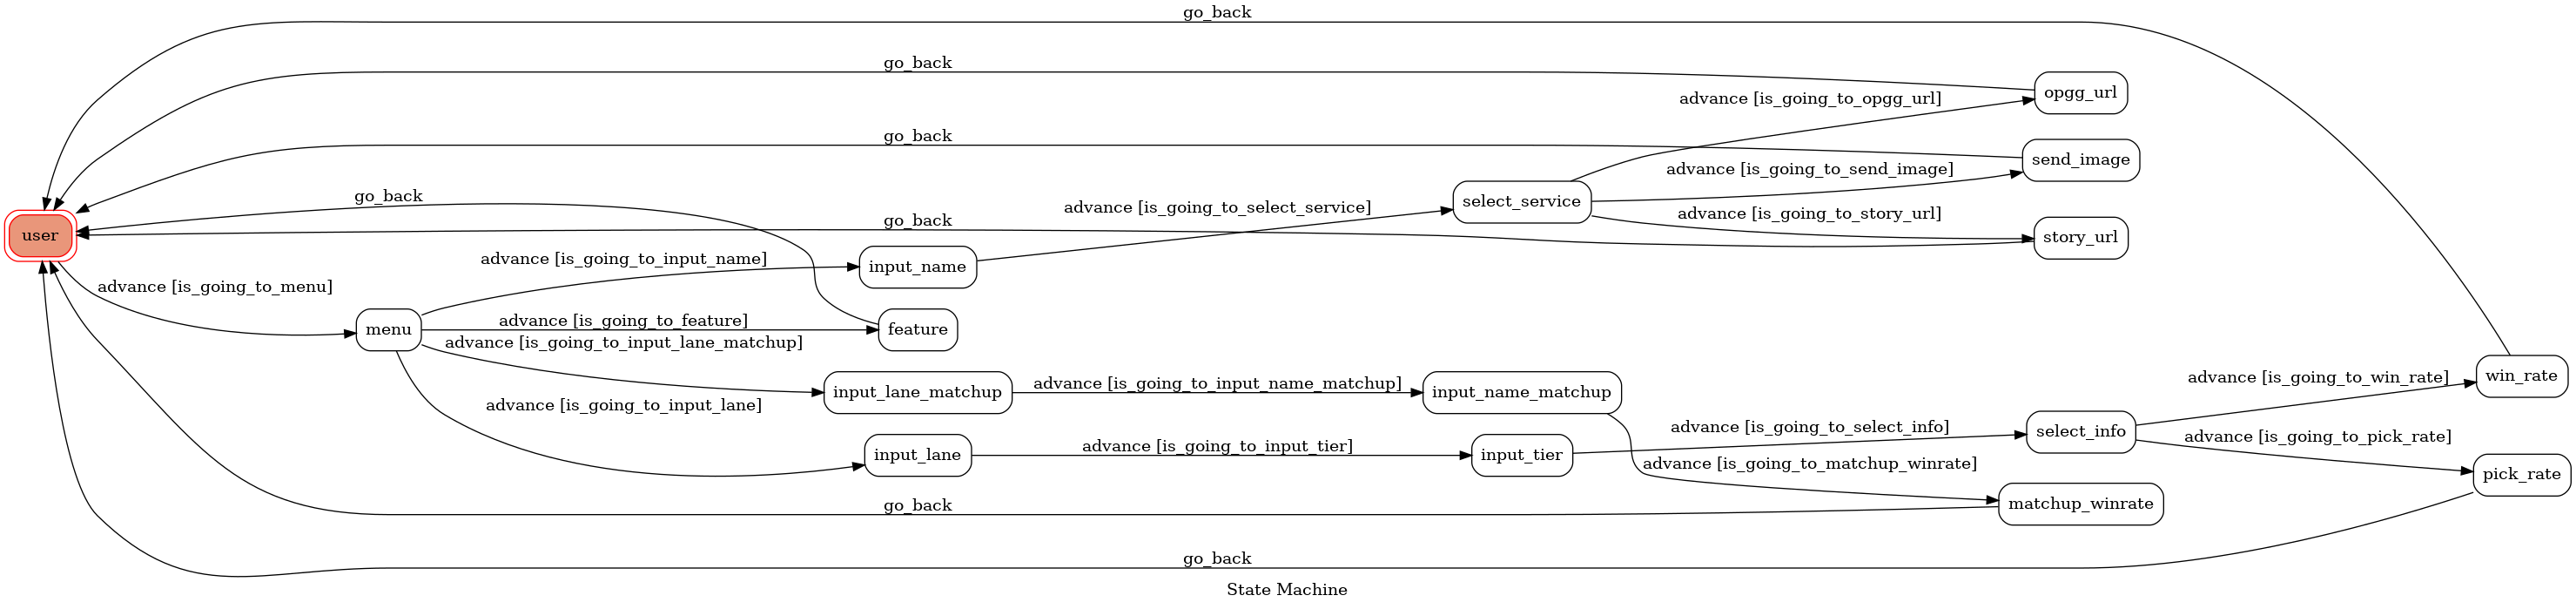 go_back
go_back
opgg_url
advance [is_going_to_opgg_url]
go_back
send_image
advance [is_going_to_send_image]
go_back
select_service
advance [is_going_to_select_service]
advance [is_going_to_story_url]
go_back
user
story_url
advance [is_going_to_input_name]
input_name
advance [is_going_to_menu]
menu
advance [is_going_to_feature]
feature
advance [is_going_to_input_lane_matchup]
win_rate
advance [is_going_to_win_rate]
input_lane_matchup
advance [is_going_to_input_name_matchup]
input_name_matchup
advance [is_going_to_input_lane]
advance [is_going_to_select_info]
select_info
advance [is_going_to_pick_rate]
input_lane
advance [is_going_to_input_tier]
input_tier
advance [is_going_to_matchup_winrate]
pick_rate
go_back
matchup_winrate
go_back
State Machine